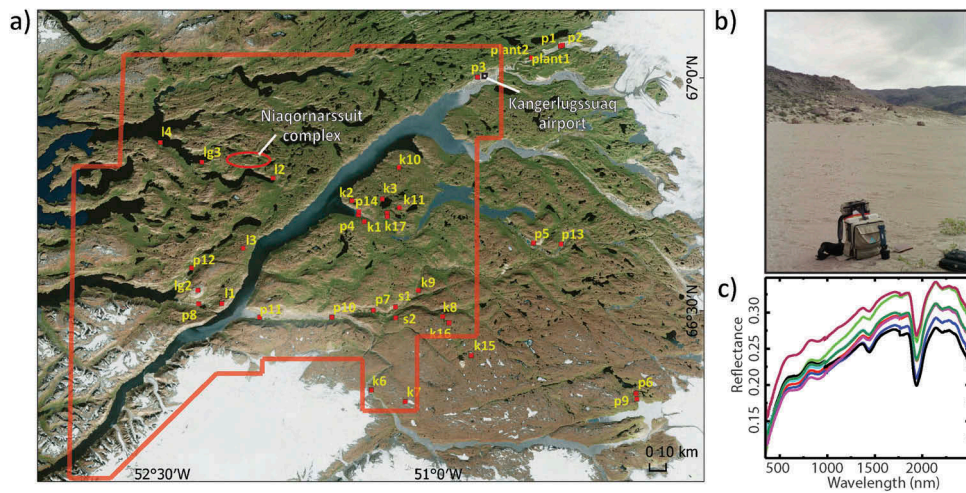 a)
b)
p1
p2
plant2
plant1
p3
Kangerlugssuaq
airport
67°0'N
Niaqornarssuit
complex
l4
lg3
l2
k10
k2
k3
p14
k11
p4
k1
k17
p5
p13
l3
p12
lg2
l1
p8
p11
p10
p7
s1
s2
k9
k8
k16
k15
66°30'N
k6
k7
p6
p9
52°30'W
51°0'W
0 10 km
c)
Reflectance
0.15 0.20 0.25 0.30
500 1000 1500 2000
Wavelength (nm)